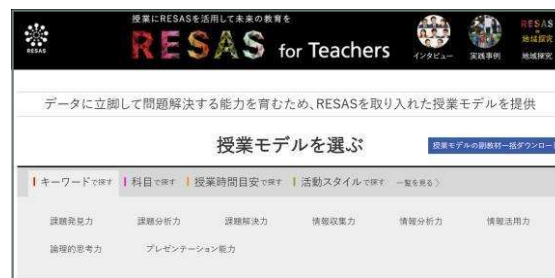 授業にRESASを活用して未来の教育を
RESAS for Teachers
RESAS
インタビュー
実践事例
RESAS
地域探究
地域探究
データに立脚して問題解決する能力を育むため、RESASを取り入れた授業モデルを提供
授業モデルを選ぶ
授業モデルの副教材一括ダウンロード
キーワードで探す 科目で探す 授業時間目安で探す 活動スタイルで探す 一覧を見る 〉
課題発見力 課題分析力 課題解決力 情報収集力 情報分析力 情報活用力
論理的思考力 プレゼンテーション能力